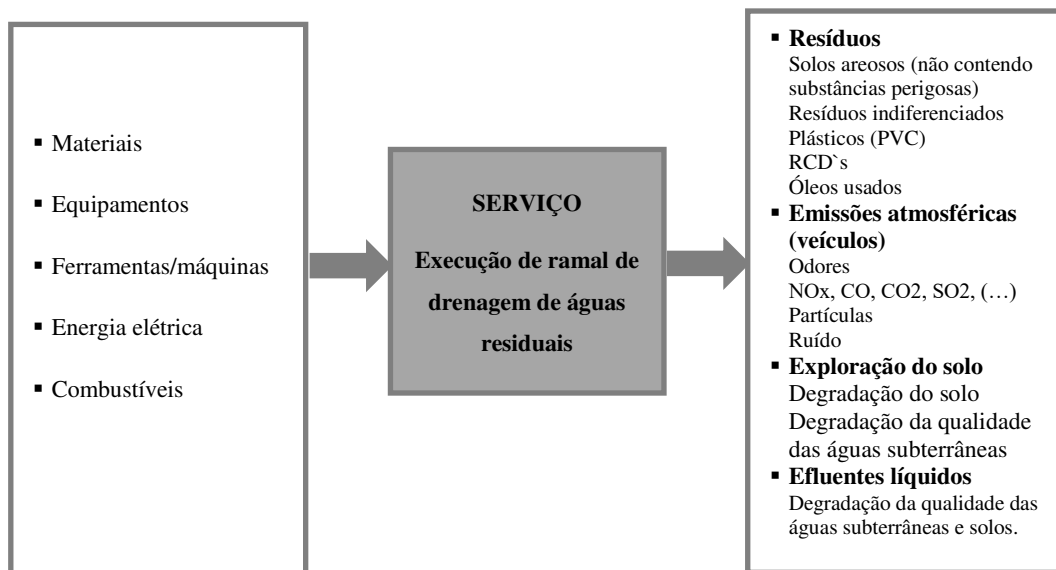 ▪ Materiais
▪ Equipamentos
▪ Ferramentas/máquinas
▪ Energia elétrica
▪ Combustíveis
SERVIÇO
Execução de ramal de
drenagem de águas
residuais
▪ Resíduos
Solos areosos (não contendo
substâncias perigosas)
Resíduos indiferenciados
Plásticos (PVC)
RCD`s
Óleos usados
▪ Emissões atmosféricas
(veículos)
Odores
NOx, CO, CO2, SO2, (…)
Partículas
Ruído
▪ Exploração do solo
Degradação do solo
Degradação da qualidade
das águas subterrâneas
▪ Efluentes líquidos
Degradação da qualidade das
águas subterrâneas e solos.